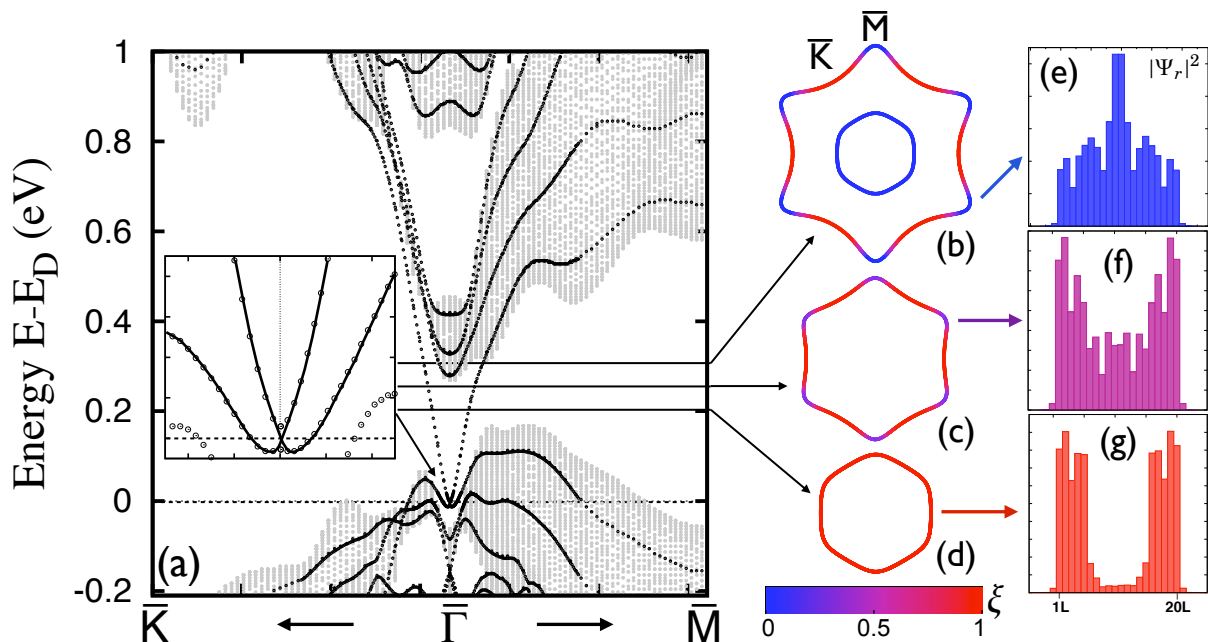 Energy E-E_D (eV)
1
0.8
0.6
0.4
0.2
0
-0.2
(a)
K̅
Γ̅
M̅
M̅
K̅
(b)
(c)
(d)
0
0.5
1
ξ
(e)
|Ψ_r|²
(f)
(g)
1L
20L